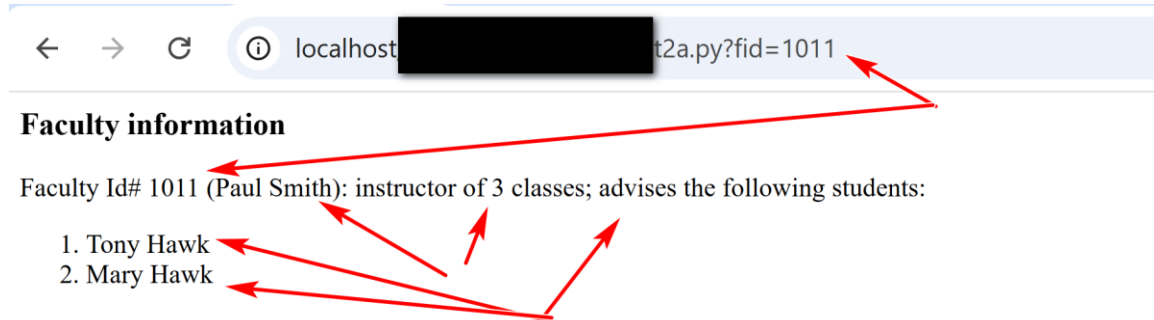 localhost t2a.py?fid=1011
Faculty information
Faculty Id# 1011 (Paul Smith): instructor of 3 classes; advises the following students:
1. Tony Hawk
2. Mary Hawk